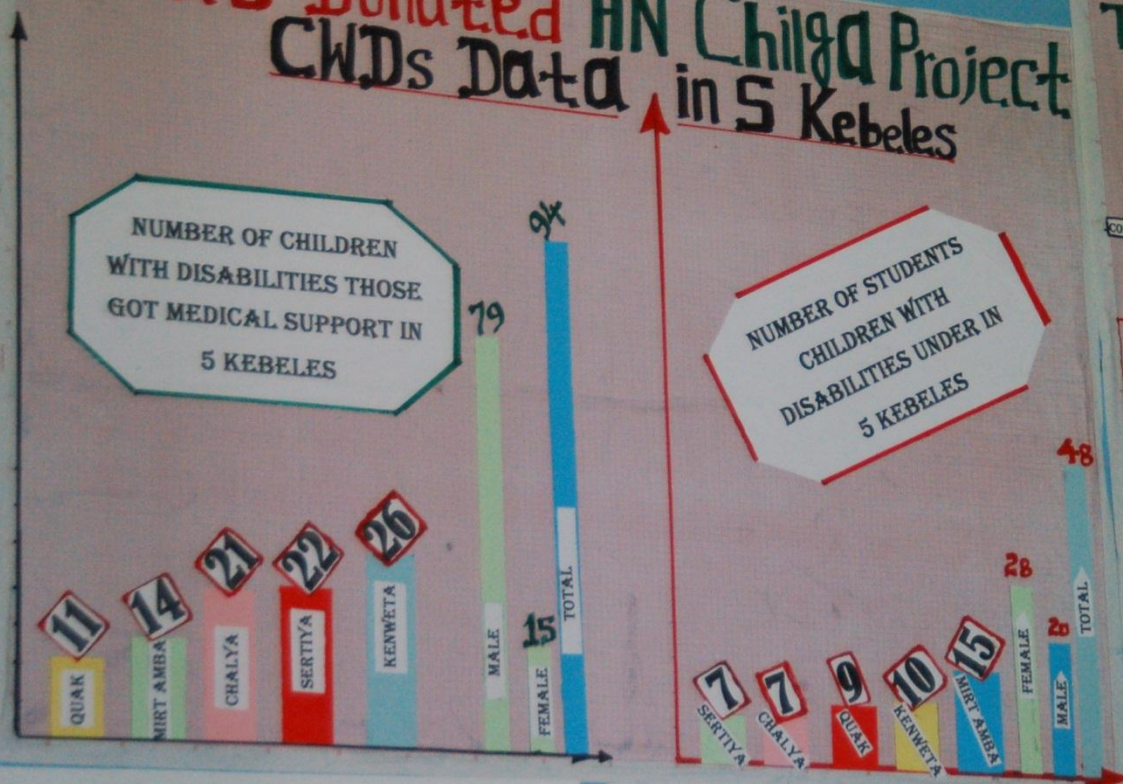 Donated HN Chilga Project
CWDs Data in 5 Kebeles
NUMBER OF CHILDREN
WITH DISABILITIES THOSE
GOT MEDICAL SUPPORT IN
5 KEBELES
11
14
21
22
26
79
15
94
QUAK
MIRT AMBA
CHALYA
SERTIYA
KENWETA
MALE
FEMALE
TOTAL
NUMBER OF STUDENTS
CHILDREN WITH
DISABILITIES UNDER IN
5 KEBELES
7
7
9
10
15
28
20
48
SERTIYA
CHALYA
QUAK
KENWETA
MIRT AMBA
FEMALE
MALE
TOTAL